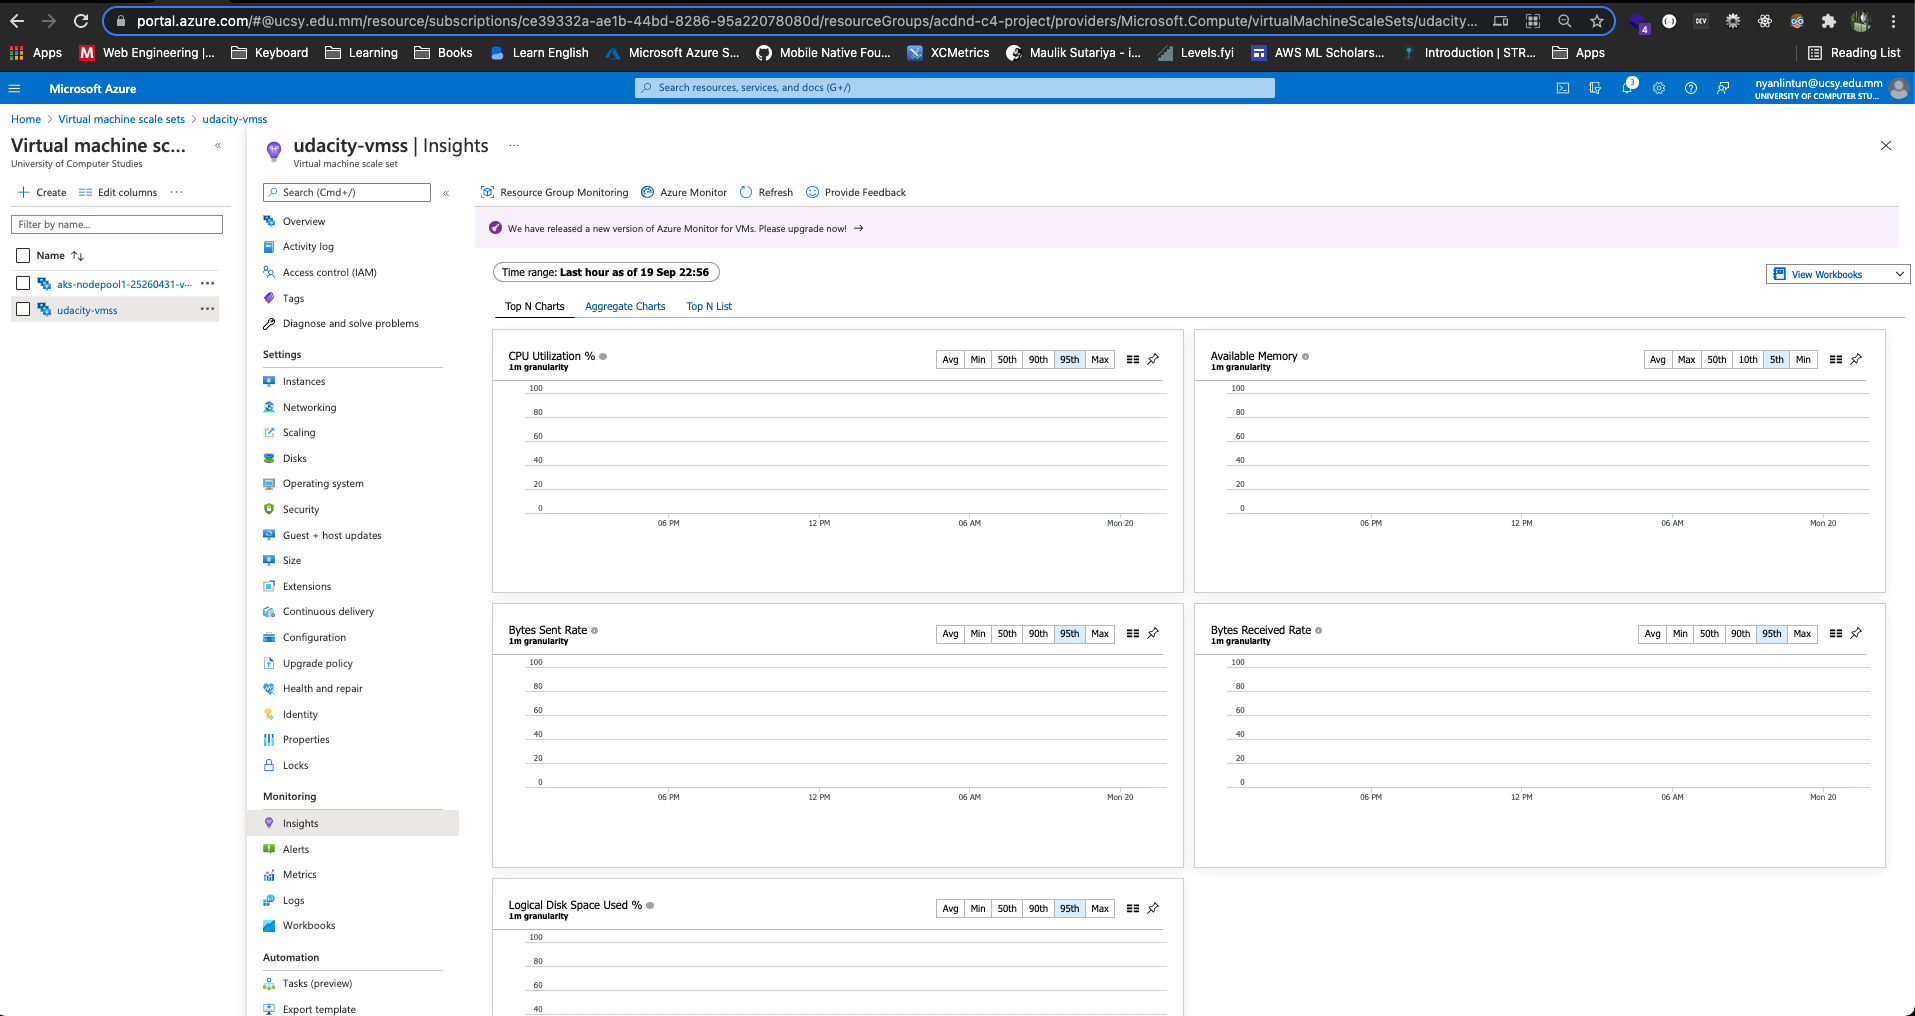 portal.azure.com/#@ucsy.edu.mm/resource/subscriptions/ce39332a-ae1b-44bd-8286-95a22078080d/resourceGroups/acdnd-c4-project/providers/Microsoft.Compute/virtualMachineScaleSets/udacity...
4
DEV
Apps Web Engineering |... Keyboard Learning Books Learn English Microsoft Azure S... Mobile Native Fou... XCMetrics Maulik Sutariya - i... Levels.fyi AWS ML Scholars... Introduction | STR... Apps Reading List
Microsoft Azure
Search resources, services, and docs (G+/)
3
nyanlintun@ucsy.edu.mm
UNIVERSITY OF COMPUTER STU...
Home > Virtual machine scale sets > udacity-vmss
Virtual machine sc... «
University of Computer Studies
+ Create Edit columns ...
Filter by name...
Name ↑↓
aks-nodepool1-25260431-v... ...
udacity-vmss ...
udacity-vmss | Insights ...
Virtual machine scale set
Search (Cmd+/) «
Overview
Activity log
Access control (IAM)
Tags
Diagnose and solve problems
Settings
Instances
Networking
Scaling
Disks
Operating system
Security
Guest + host updates
Size
Extensions
Continuous delivery
Configuration
Upgrade policy
Health and repair
Identity
Properties
Locks
Monitoring
Insights
Alerts
Metrics
Logs
Workbooks
Automation
Tasks (preview)
Export template
Resource Group Monitoring Azure Monitor Refresh Provide Feedback
We have released a new version of Azure Monitor for VMs. Please upgrade now! →
Time range: Last hour as of 19 Sep 22:56
View Workbooks
Top N Charts Aggregate Charts Top N List
CPU Utilization %
1m granularity
Avg Min 50th 90th 95th Max
100
80
60
40
20
0
06 PM 12 PM 06 AM Mon 20
Available Memory
1m granularity
Avg Max 50th 10th 5th Min
100
80
60
40
20
0
06 PM 12 PM 06 AM Mon 20
Bytes Sent Rate
1m granularity
Avg Min 50th 90th 95th Max
100
80
60
40
20
0
06 PM 12 PM 06 AM Mon 20
Bytes Received Rate
1m granularity
Avg Min 50th 90th 95th Max
100
80
60
40
20
0
06 PM 12 PM 06 AM Mon 20
Logical Disk Space Used %
1m granularity
Avg Min 50th 90th 95th Max
100
80
60
40